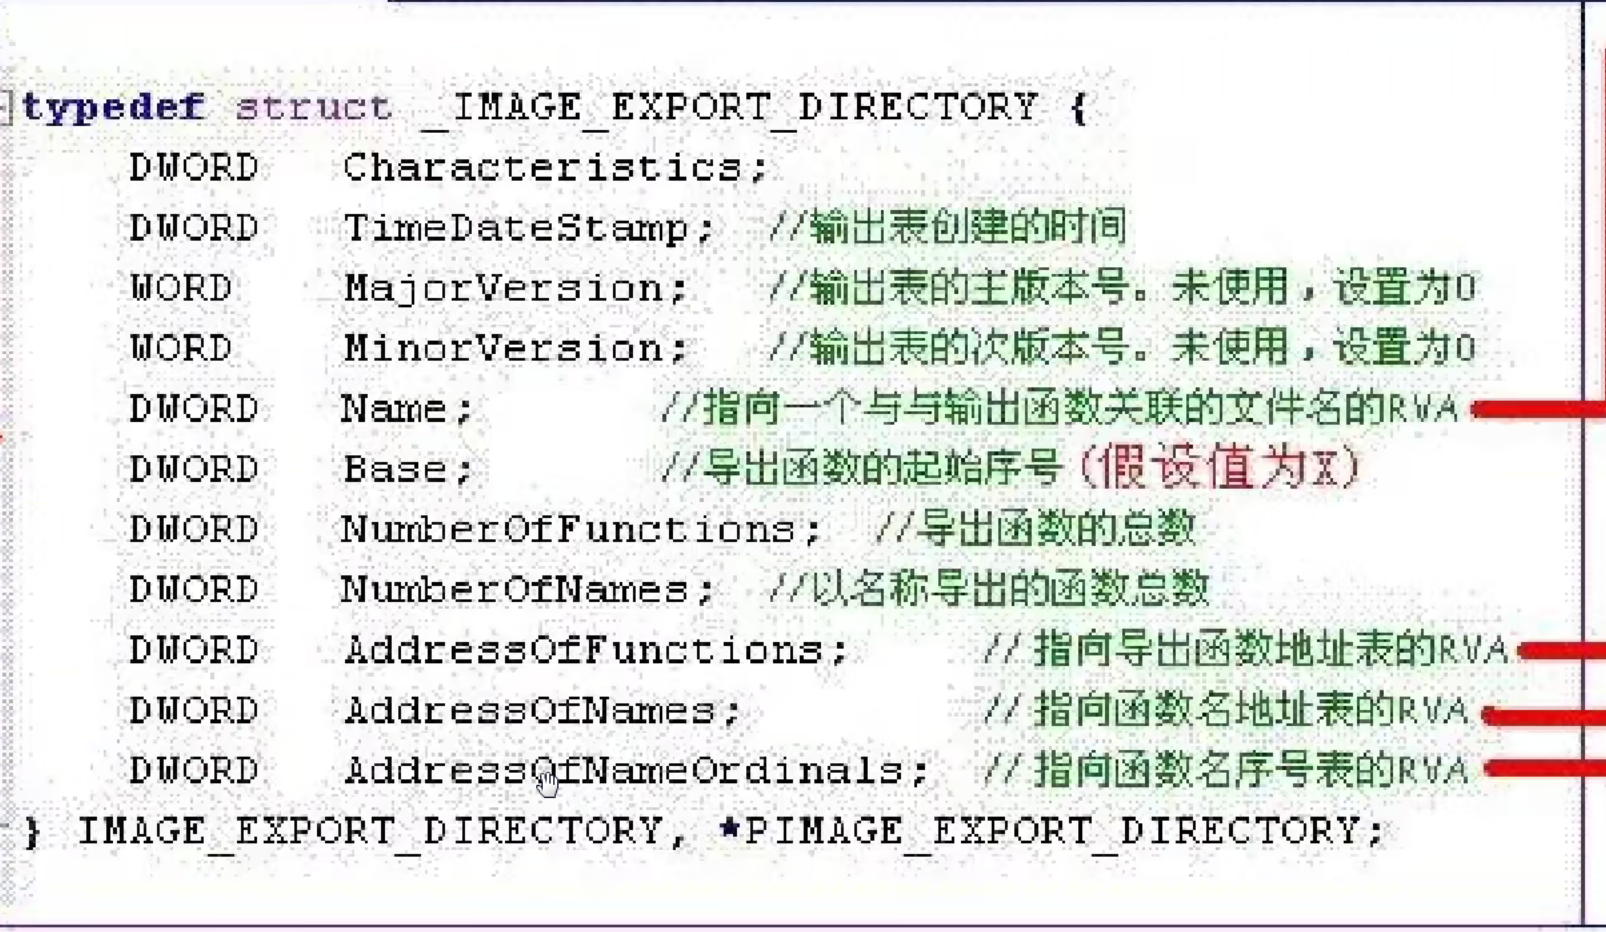 typedef struct _IMAGE_EXPORT_DIRECTORY {
DWORD Characteristics;
DWORD TimeDateStamp; //输出表创建的时间
WORD MajorVersion; //输出表的主版本号。未使用，设置为0
WORD MinorVersion; //输出表的次版本号。未使用，设置为0
DWORD Name; //指向一个与与输出函数关联的文件名的RVA
DWORD Base; //导出函数的起始序号(假设值为X)
DWORD NumberOfFunctions; //导出函数的总数
DWORD NumberOfNames; //以名称导出的函数总数
DWORD AddressOfFunctions; // 指向导出函数地址表的RVA
DWORD AddressOfNames; // 指向函数名地址表的RVA
DWORD AddressOfNameOrdinals; // 指向函数名序号表的RVA
} IMAGE_EXPORT_DIRECTORY, *PIMAGE_EXPORT_DIRECTORY;